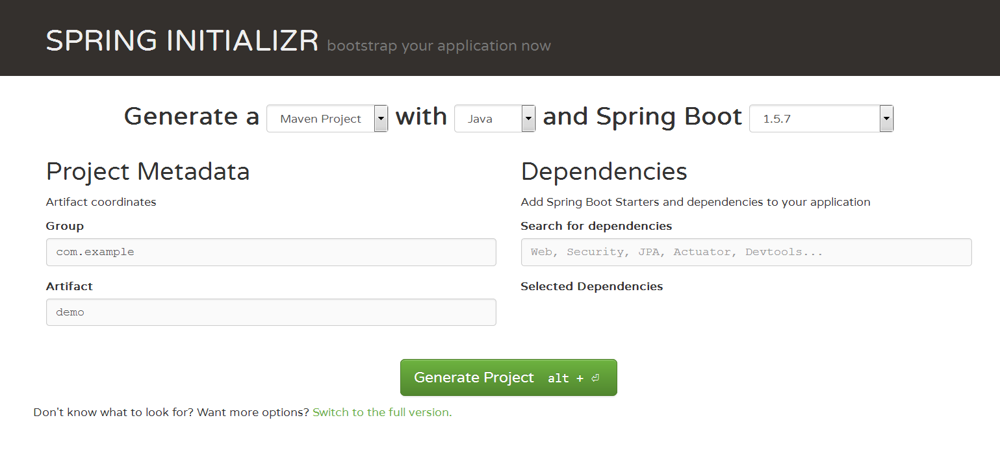 SPRING INITIALIZR bootstrap your application now
Generate a Maven Project with Java and Spring Boot 1.5.7
Project Metadata
Artifact coordinates
Group
com.example
Artifact
demo
Dependencies
Add Spring Boot Starters and dependencies to your application
Search for dependencies
Web, Security, JPA, Actuator, Devtools...
Selected Dependencies
Generate Project alt + ⏎
Don't know what to look for? Want more options? Switch to the full version.